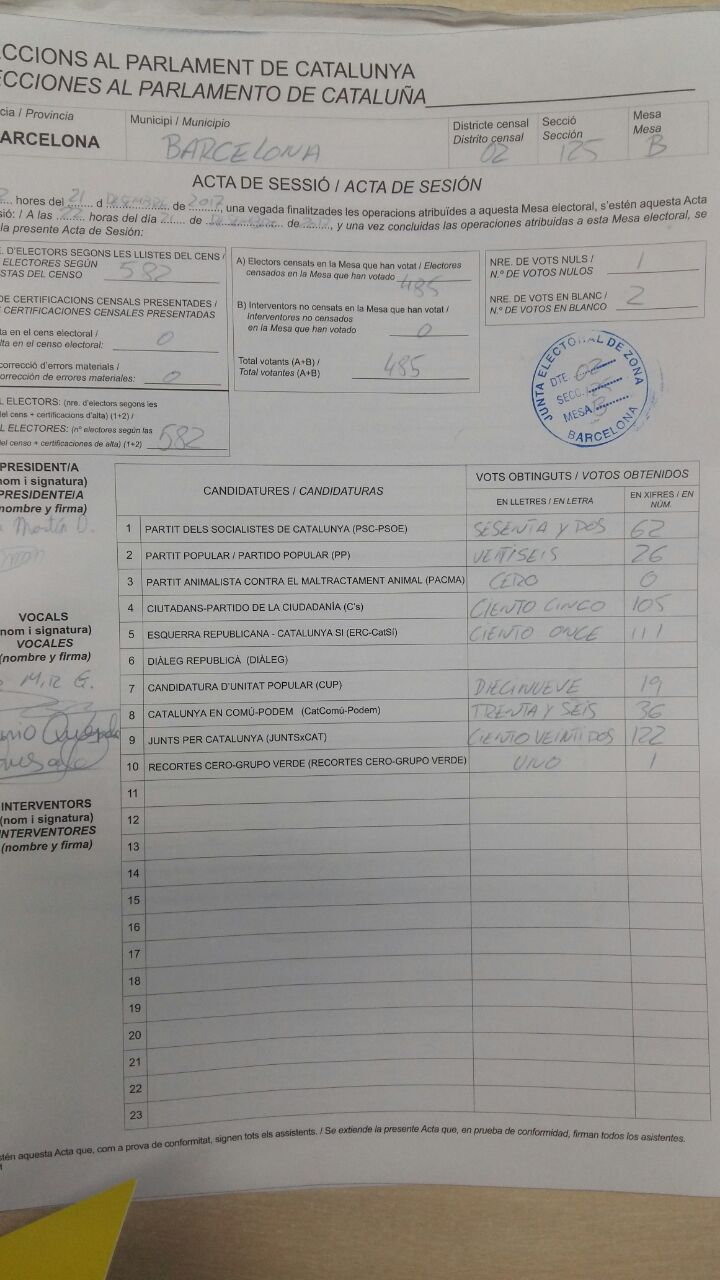 CCIONS AL PARLAMENT DE CATALUNYA
CCIONES AL PARLAMENTO DE CATALUÑA
cia / Provincia
ARCELONA
Municipi / Municipio
BARCELONA
Districte censal
Distrito censal
02
Secció
Sección
125
Mesa
Mesa
B
ACTA DE SESSIÓ / ACTA DE SESIÓN
hores del 21 d DESEMBRE de 2017, una vegada finalitzades les operacions atribuïdes a aquesta Mesa electoral, s'estén aquesta Acta
sió: / A las 22 horas del día 21 de DESEMBRE de 2017, y una vez concluidas las operaciones atribuidas a esta Mesa electoral, se
la presente Acta de Sesión:
. D'ELECTORS SEGONS LES LLISTES DEL CENS /
ELECTORES SEGÚN
STAS DEL CENSO 582
DE CERTIFICACIONS CENSALS PRESENTADES /
CERTIFICACIONES CENSALES PRESENTADAS
ta en el cens electoral /
lta en el censo electoral: 0
correcció d'errors materials /
orrección de errores materiales: 0
L ELECTORS: (nre. d'electors segons les
del cens + certificacions d'alta) (1+2) /
L ELECTORES: (nº electores según las
del censo + certificaciones de alta) (1+2) 582
A) Electors censats en la Mesa que han votat / Electores
censados en la Mesa que han votado 485
B) Interventors no censats en la Mesa que han votat /
Interventores no censados
en la Mesa que han votado 0
Total votants (A+B) /
Total votantes (A+B) 485
NRE. DE VOTS NULS /
N.º DE VOTOS NULOS 1
NRE. DE VOTS EN BLANC /
N.º DE VOTOS EN BLANCO 2
JUNTA ELECTORAL DE ZONA
DTE. 02
SECC. 125
MESA B
BARCELONA
PRESIDENT/A
nom i signatura)
PRESIDENTE/A
nombre y firma)
Martín D.
VOCALS
(nom i signatura)
VOCALES
(nombre y firma)
INTERVENTORS
(nom i signatura)
INTERVENTORES
(nombre y firma)
CANDIDATURES / CANDIDATURAS
VOTS OBTINGUTS / VOTOS OBTENIDOS
EN LLETRES / EN LETRA
EN XIFRES / EN NÚM.
1 PARTIT DELS SOCIALISTES DE CATALUNYA (PSC-PSOE) SESENTA Y DOS 62
2 PARTIT POPULAR / PARTIDO POPULAR (PP) VEITISEIS 26
3 PARTIT ANIMALISTA CONTRA EL MALTRACTAMENT ANIMAL (PACMA) CERO 0
4 CIUTADANS-PARTIDO DE LA CIUDADANÍA (C's) CIENTO CINCO 105
5 ESQUERRA REPUBLICANA - CATALUNYA SI (ERC-CatSí) CIENTO ONCE 111
6 DIÀLEG REPUBLICÀ (DIÀLEG)
7 CANDIDATURA D'UNITAT POPULAR (CUP) DIECINUEVE 19
8 CATALUNYA EN COMÚ-PODEM (CatComú-Podem) TRENTA Y SEIS 36
9 JUNTS PER CATALUNYA (JUNTSxCAT) CIENTO VEINTIDOS 122
10 RECORTES CERO-GRUPO VERDE (RECORTES CERO-GRUPO VERDE) UNO 1
11
12
13
14
15
16
17
18
19
20
21
22
23
stén aquesta Acta que, com a prova de conformitat, signen tots els assistents. / Se extiende la presente Acta que, en prueba de conformidad, firman todos los asistentes.